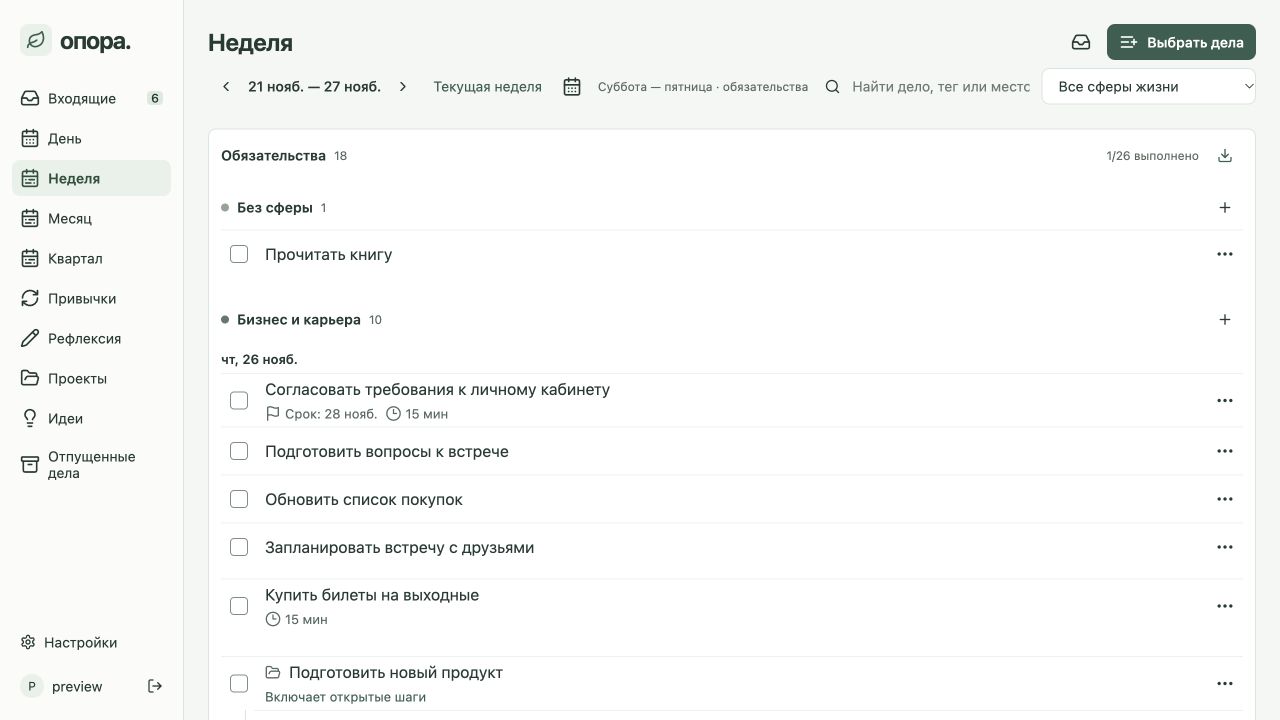 опора.
Входящие 6
День
Неделя
Месяц
Квартал
Привычки
Рефлексия
Проекты
Идеи
Отпущенные
дела
Настройки
P preview
Неделя
Выбрать дела
21 нояб. — 27 нояб.
Текущая неделя
Суббота — пятница · обязательства
Найти дело, тег или место
Все сферы жизни
Обязательства 18
1/26 выполнено
Без сферы 1
Прочитать книгу
Бизнес и карьера 10
чт, 26 нояб.
Согласовать требования к личному кабинету
Срок: 28 нояб. 15 мин
Подготовить вопросы к встрече
Обновить список покупок
Запланировать встречу с друзьями
Купить билеты на выходные
15 мин
Подготовить новый продукт
Включает открытые шаги